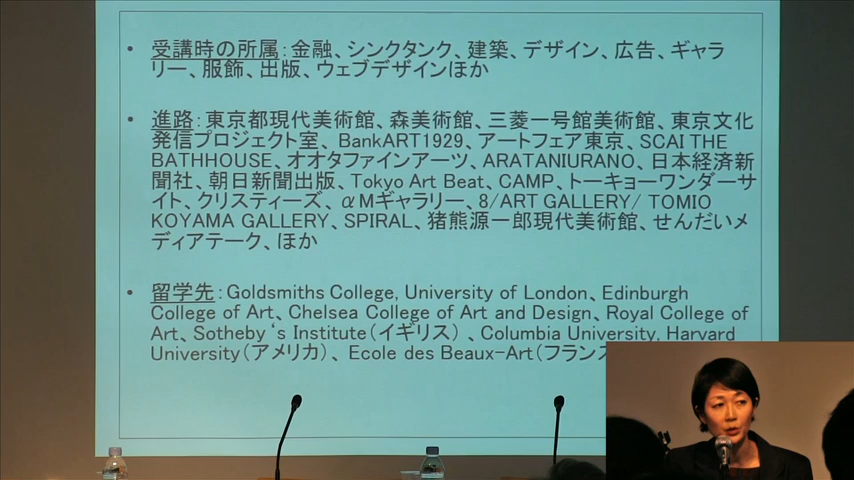 • 受講時の所属：金融、シンクタンク、建築、デザイン、広告、ギャラ
リー、服飾、出版、ウェブデザインほか
• 進路：東京都現代美術館、森美術館、三菱一号館美術館、東京文化
発信プロジェクト室、BankART1929、アートフェア東京、SCAI THE
BATHHOUSE、オオタファインアーツ、ARATANIURANO、日本経済新
聞社、朝日新聞出版、Tokyo Art Beat、CAMP、トーキョーワンダーサ
イト、クリスティーズ、αMギャラリー、8/ART GALLERY/ TOMIO
KOYAMA GALLERY、SPIRAL、猪熊源一郎現代美術館、せんだいメ
ディアテーク、ほか
• 留学先：Goldsmiths College, University of London、Edinburgh
College of Art、Chelsea College of Art and Design、Royal College of
Art、Sotheby‘s Institute（イギリス） 、Columbia University, Harvard
University（アメリカ）、Ecole des Beaux-Art（フランス